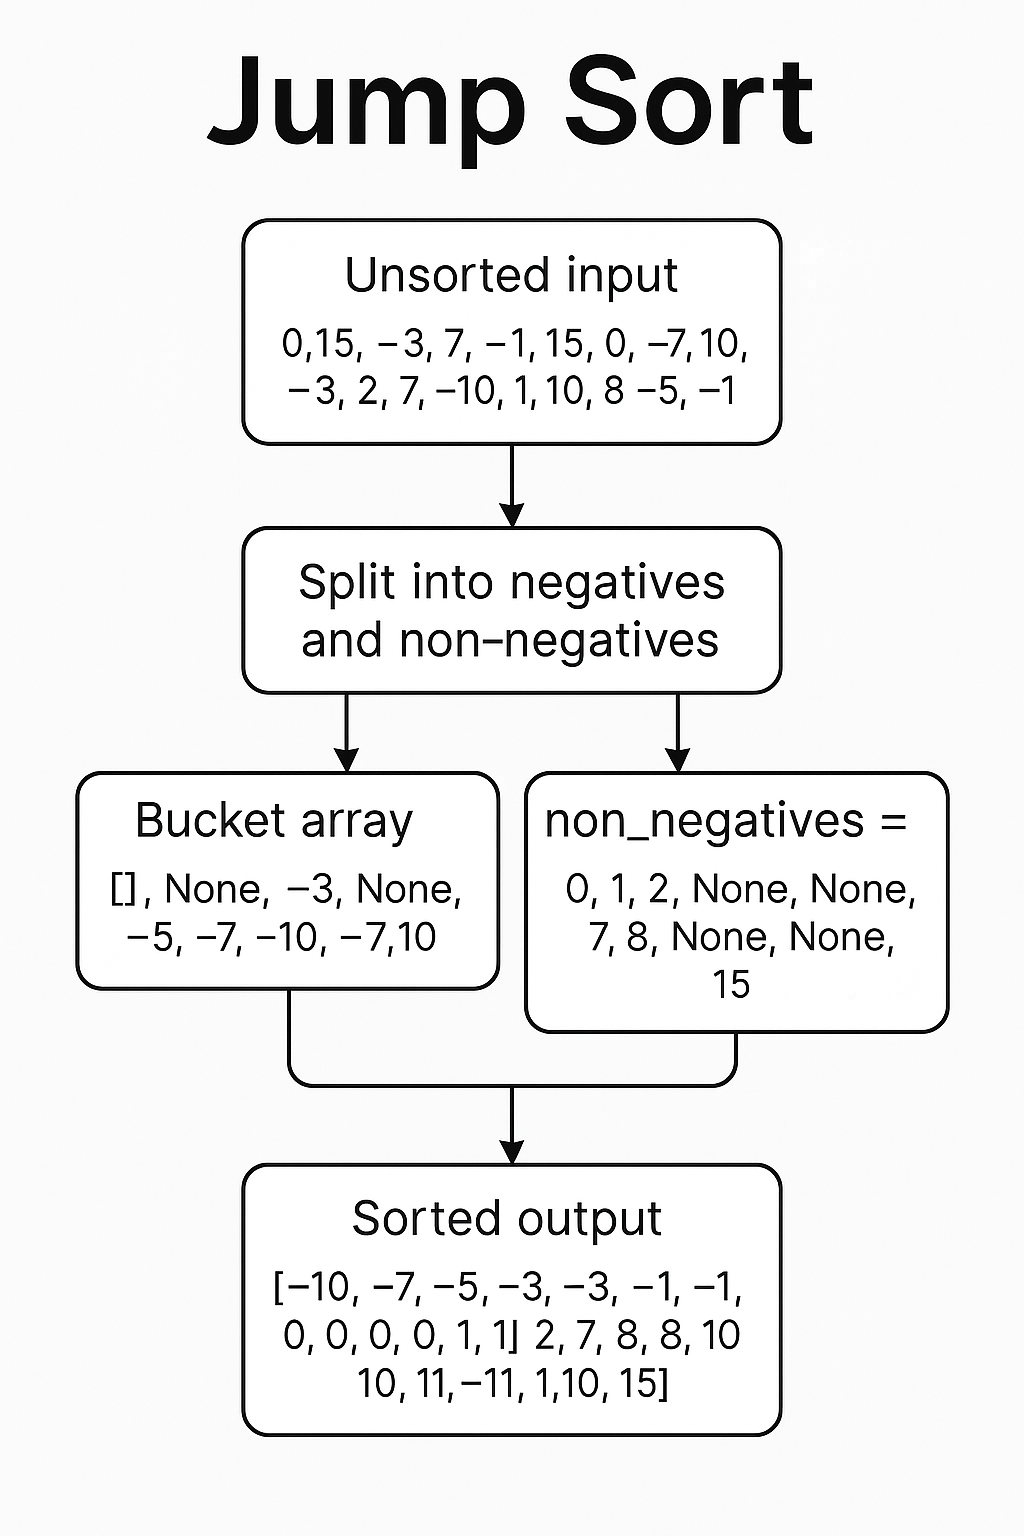 Jump Sort
Unsorted input
0,15, −3, 7, −1, 15, 0, −7, 10,
−3, 2, 7, −10, 1, 10, 8 −5, −1
Split into negatives
and non−negatives
Bucket array
[], None, −3, None,
−5, −7, −10, −7,10
non_negatives =
0, 1, 2, None, None,
7, 8, None, None,
15
Sorted output
[−10, −7, −5, −3, −3, −1, −1,
0, 0, 0, 0, 1, 1] 2, 7, 8, 8, 10
10, 11, −11, 1,10, 15]